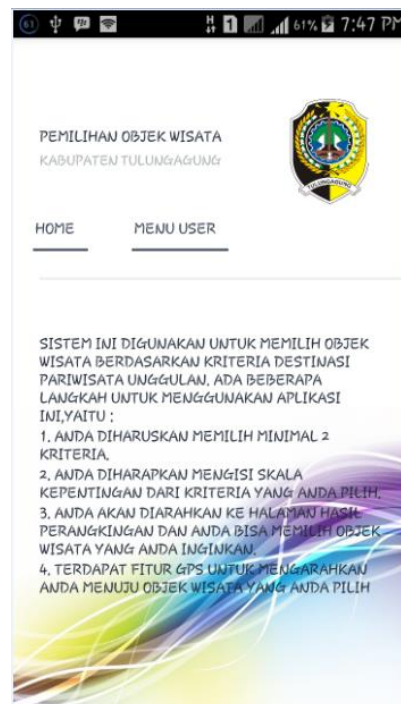 61% 7:47 PM
PEMILIHAN OBJEK WISATA
KABUPATEN TULUNGAGUNG
TULUNGAGUNG
HOME MENU USER
SISTEM INI DIGUNAKAN UNTUK MEMILIH OBJEK
WISATA BERDASARKAN KRITERIA DESTINASI
PARIWISATA UNGGULAN. ADA BEBERAPA
LANGKAH UNTUK MENGGUNAKAN APLIKASI
INI,YAITU :
1. ANDA DIHARUSKAN MEMILIH MINIMAL 2
KRITERIA.
2. ANDA DIHARAPKAN MENGISI SKALA
KEPENTINGAN DARI KRITERIA YANG ANDA PILIH.
3. ANDA AKAN DIARAHKAN KE HALAMAN HASIL
PERANGKINGAN DAN ANDA BISA MEMILIH OBJEK
WISATA YANG ANDA INGINKAN.
4. TERDAPAT FITUR GPS UNTUK MENGARAHKAN
ANDA MENUJU OBJEK WISATA YANG ANDA PILIH